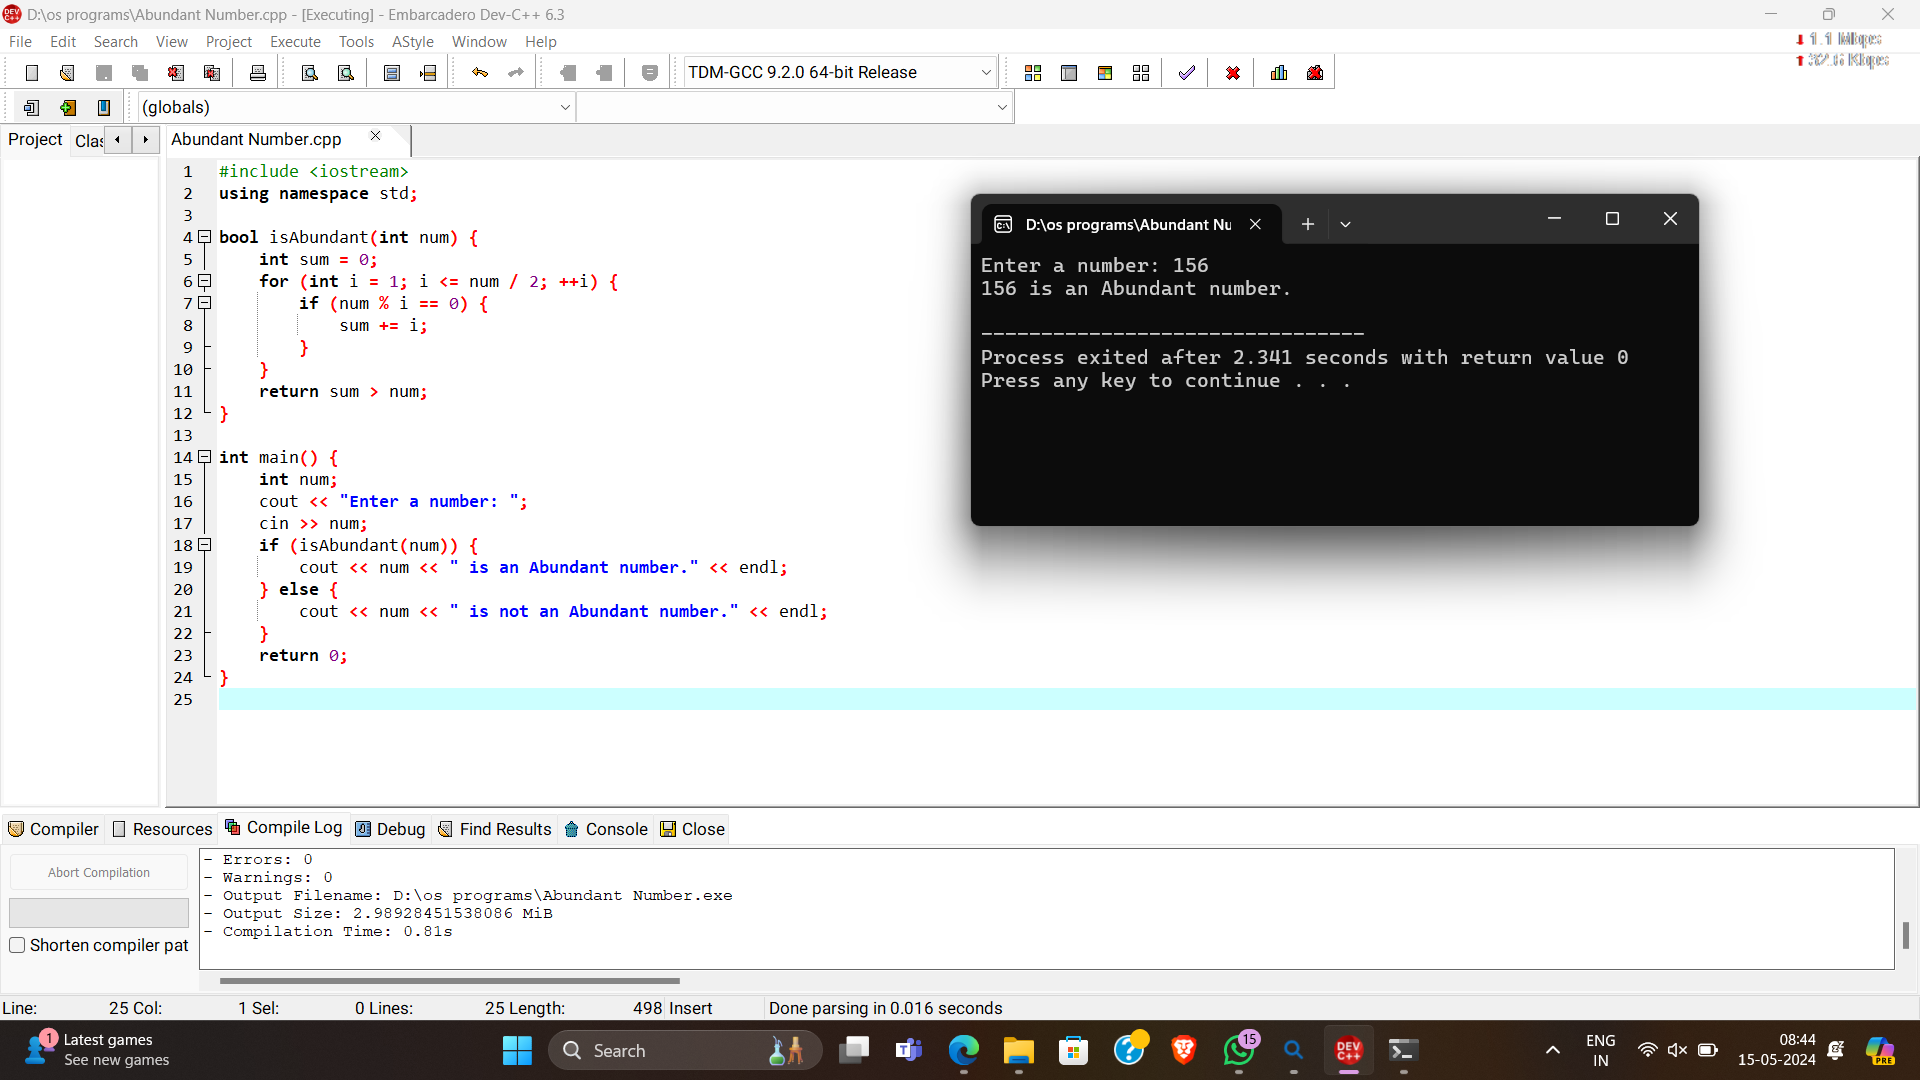 D:\os programs\Abundant Number.cpp - [Executing] - Embarcadero Dev-C++ 6.3
File Edit Search View Project Execute Tools AStyle Window Help
1.1 Mbps
TDM-GCC 9.2.0 64-bit Release
(globals)
Project Clas Abundant Number.cpp
1 #include <iostream>
2 using namespace std;
3
4 bool isAbundant(int num) {
5 int sum = 0;
6 for (int i = 1; i <= num / 2; ++i) {
7 if (num % i == 0) {
8 sum += i;
9 }
10 }
11 return sum > num;
12 }
13
14 int main() {
15 int num;
16 cout << "Enter a number: ";
17 cin >> num;
18 if (isAbundant(num)) {
19 cout << num << " is an Abundant number." << endl;
20 } else {
21 cout << num << " is not an Abundant number." << endl;
22 }
23 return 0;
24 }
25
D:\os programs\Abundant Nu
Enter a number: 156
156 is an Abundant number.
--------------------------------
Process exited after 2.341 seconds with return value 0
Press any key to continue . . .
Compiler Resources Compile Log Debug Find Results Console Close
Abort Compilation
Shorten compiler pat
- Errors: 0
- Warnings: 0
- Output Filename: D:\os programs\Abundant Number.exe
- Output Size: 2.98928451538086 MiB
- Compilation Time: 0.81s
Line: 25 Col: 1 Sel: 0 Lines: 25 Length: 498 Insert Done parsing in 0.016 seconds
1
Latest games
See new games
Search
15
DEV C++
ENG
IN
08:44
15-05-2024
PRE